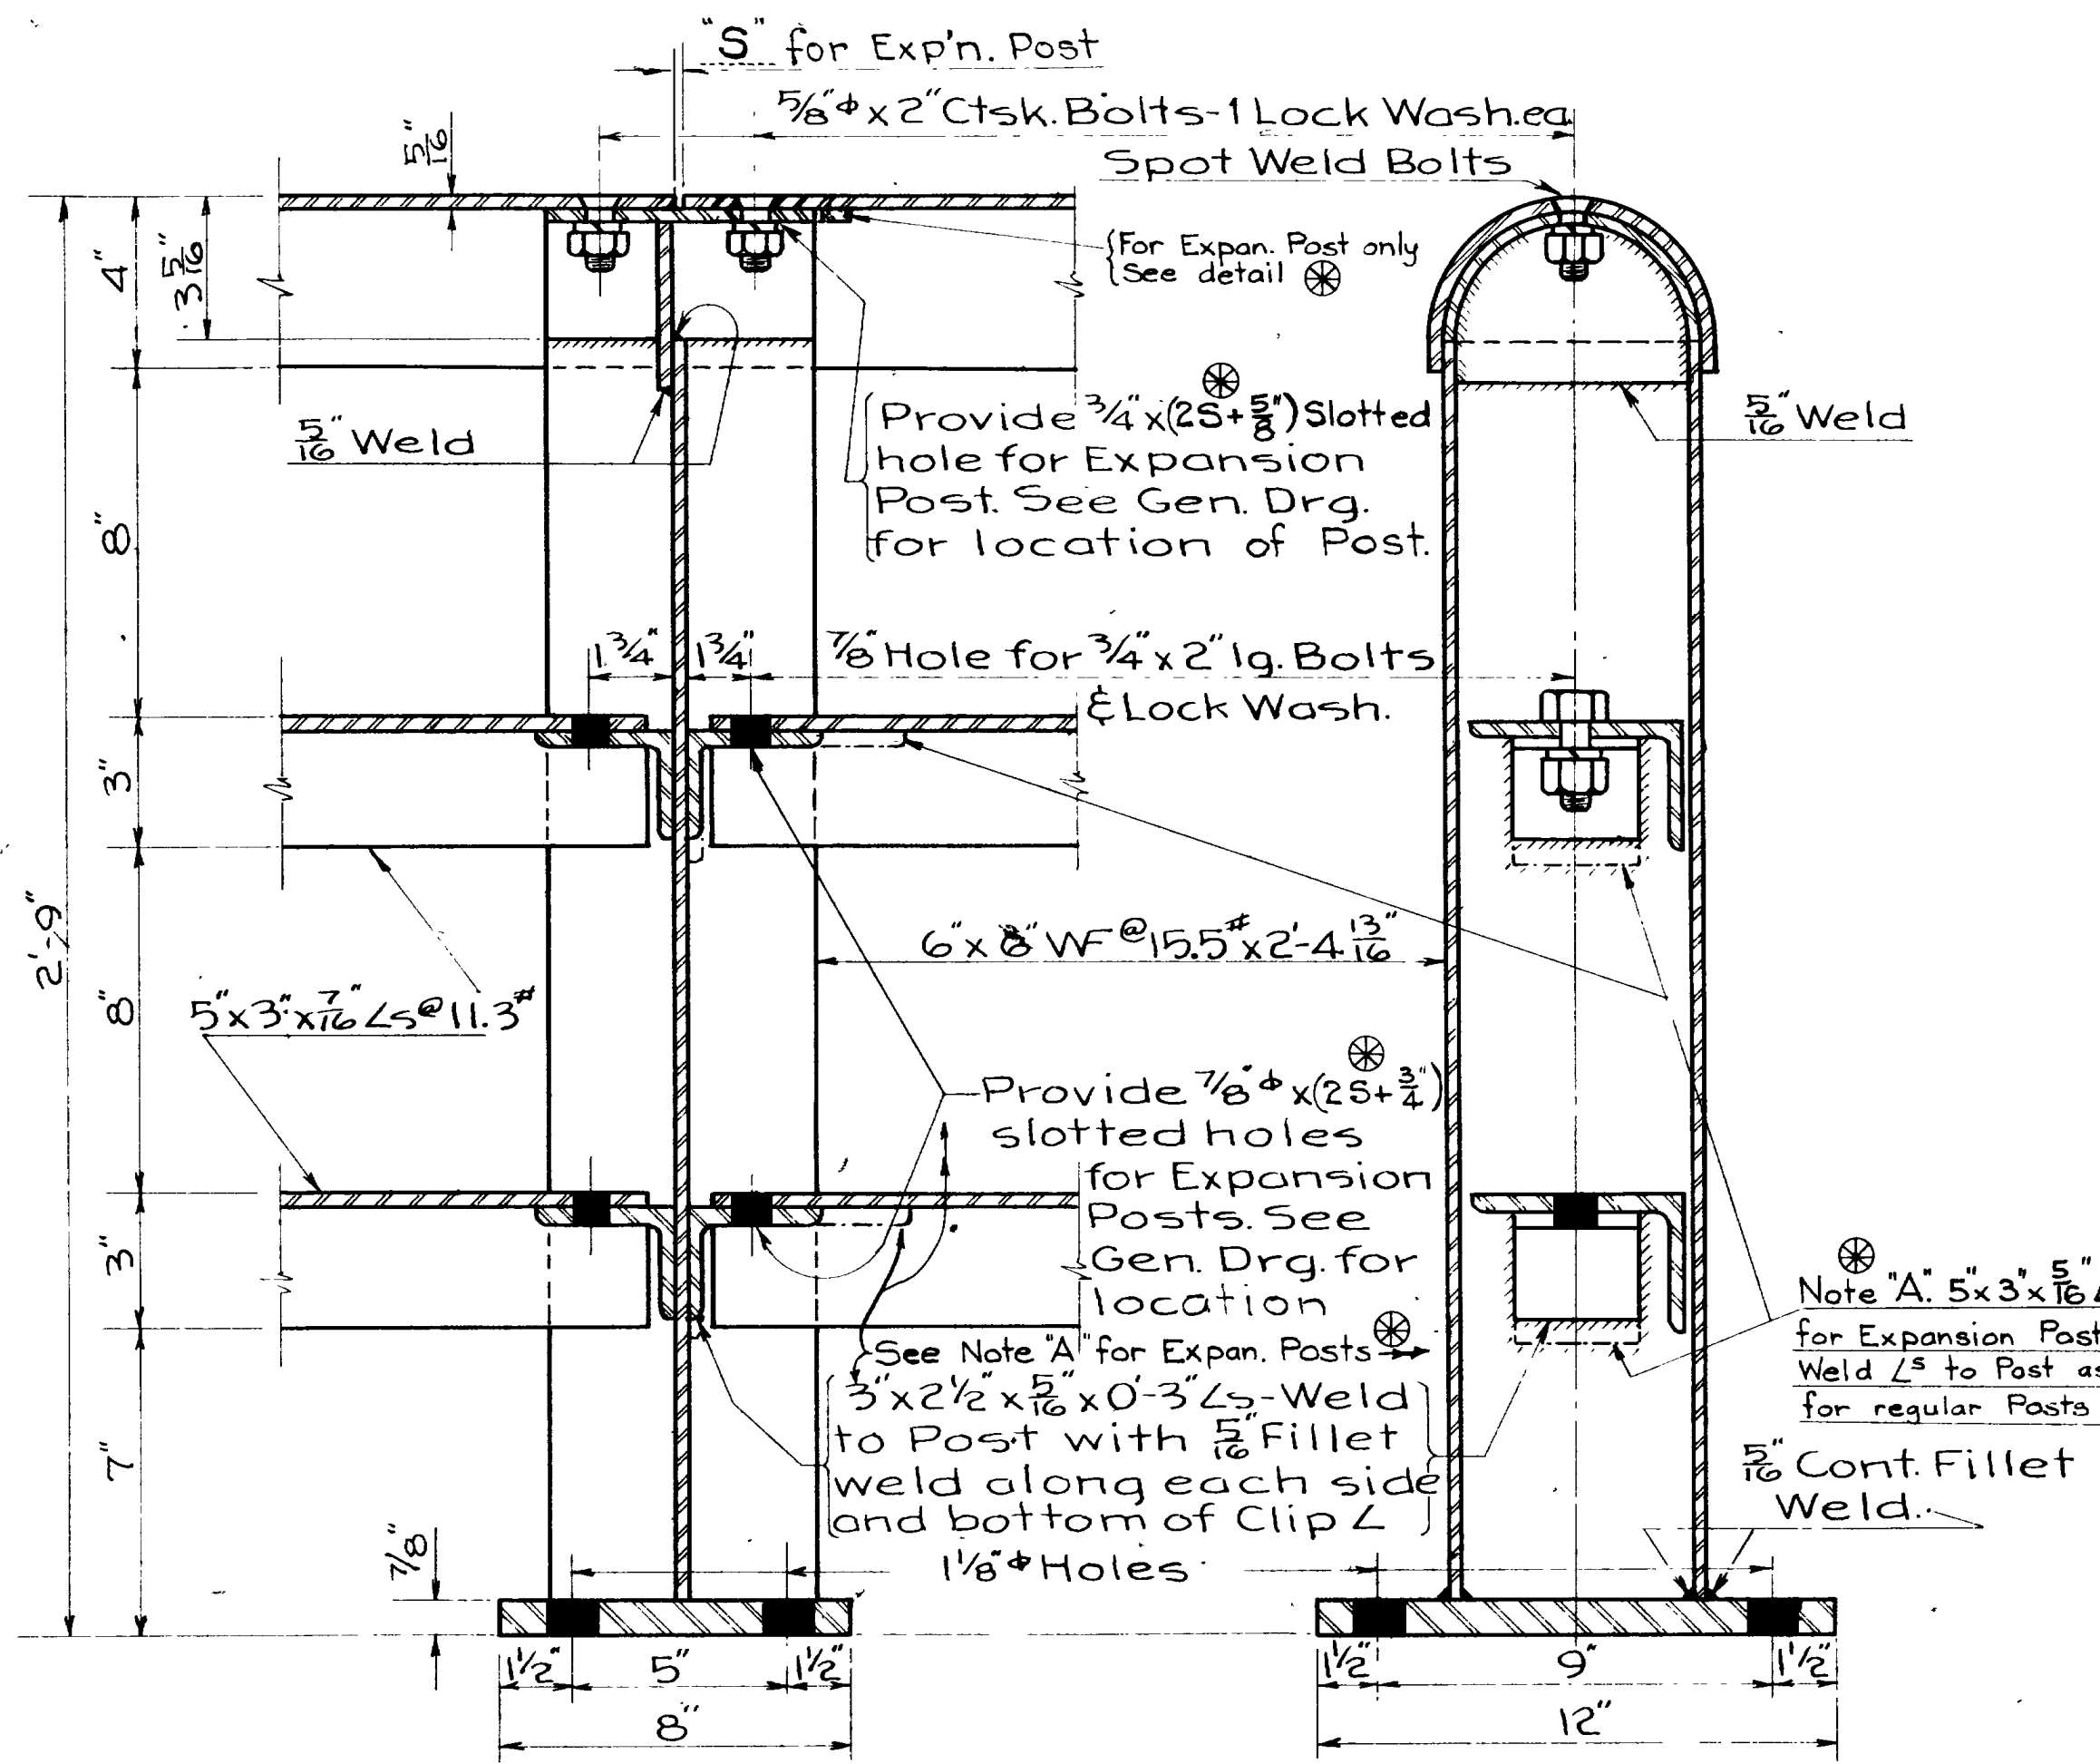 "S" for Exp'n. Post
5/8"ϕ x 2" Ctsk. Bolts-1 Lock Wash.ea
Spot Weld Bolts
5/16"
4"
3 5/16"
{For Expan. Post only
See detail ⊛
5/16" Weld
5/16" Weld
⊛
Provide 3/4" x (2S + 5/8") Slotted
hole for Expansion
Post. See Gen. Drg.
for location of Post.
8"
1 3/4"
1 3/4"
7/8" Hole for 3/4" x 2" lg. Bolts
& Lock Wash.
3"
2'-9"
6" x 8" WF @ 15.5# x 2'-4 13/16"
8"
5" x 3" x 7/16" ∠s @ 11.3#
⊛
Provide 7/8"ϕ x (2S + 3/4")
slotted holes
for Expansion
Posts. See
Gen. Drg. for
location
3"
⊛
Note "A". 5" x 3" x 5/16"
for Expansion Post
Weld ∠s to Post as
for regular Posts
⊛
See Note "A" for Expan. Posts
3" x 2 1/2" x 5/16" x 0'-3" ∠s - Weld
to Post with 5/16" Fillet
weld along each side
and bottom of Clip ∠
7"
5/16" Cont. Fillet
Weld.
7/8"
1 1/8"ϕ Holes
1 1/2"
5"
1 1/2"
8"
1 1/2"
9"
1 1/2"
12"